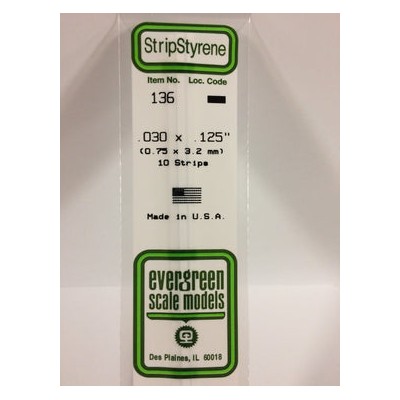 StripStyrene
Item No. Loc. Code
136
.030 x .125"
(0.75 x 3.2 mm)
10 Strips
Made in U.S.A.
evergreen
scale models
Des Plaines, IL 60018